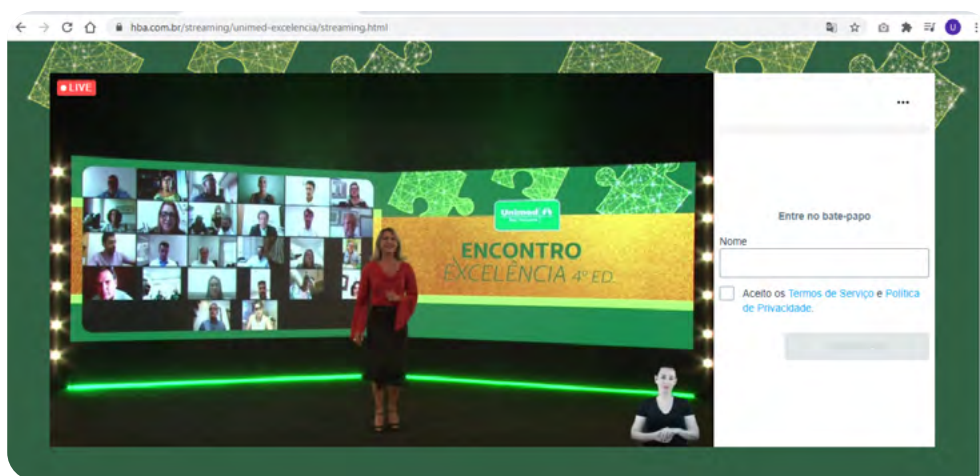 hba.com.br/streaming/unimed-excelencia/streaming.html
U
LIVE
Unimed
ENCONTRO
EXCELÊNCIA 4º ED.
Entre no bate-papo
Nome
Aceito os Termos de Serviço e Política
de Privacidade.